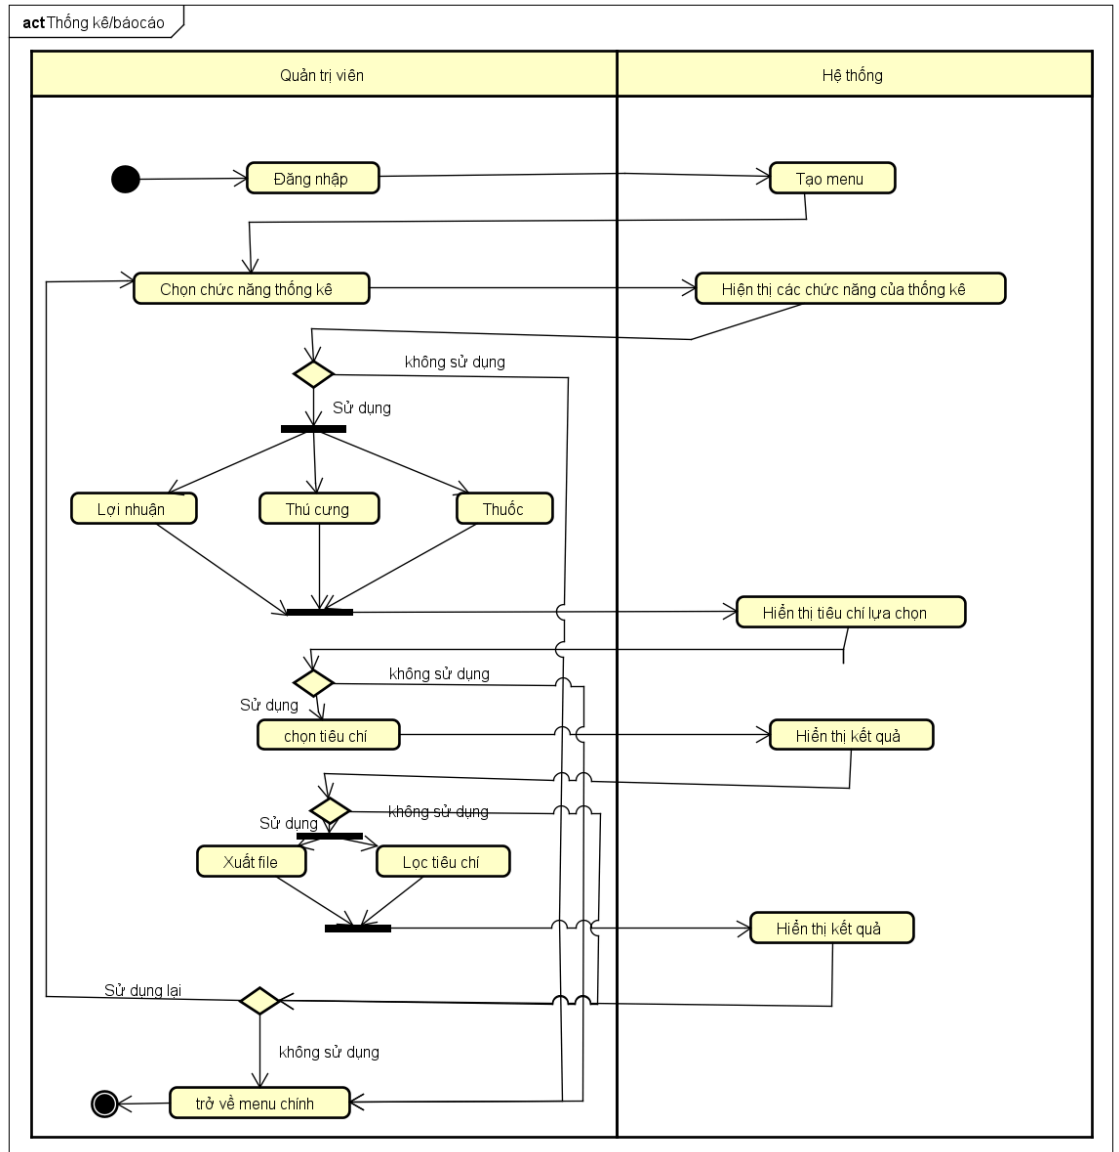 act Thống kê/báocáo
Quản trị viên
Hệ thống
Đăng nhập
Tạo menu
Chọn chức năng thống kê
Hiện thị các chức năng của thống kê
không sử dụng
Sử dụng
Lợi nhuận
Thú cưng
Thuốc
Hiển thị tiêu chí lựa chọn
không sử dụng
Sử dụng
chọn tiêu chí
Hiển thị kết quả
không sử dụng
Sử dụng
Xuất file
Lọc tiêu chí
Hiển thị kết quả
Sử dụng lại
không sử dụng
trở về menu chính